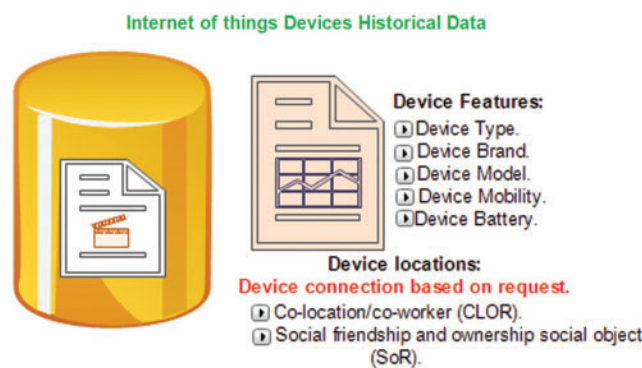 Internet of things Devices Historical Data
Device Features:
Device Type.
Device Brand.
Device Model.
Device Mobility.
Device Battery.
Device locations:
Device connection based on request.
Co-location/co-worker (CLOR).
Social friendship and ownership social object
(SoR).